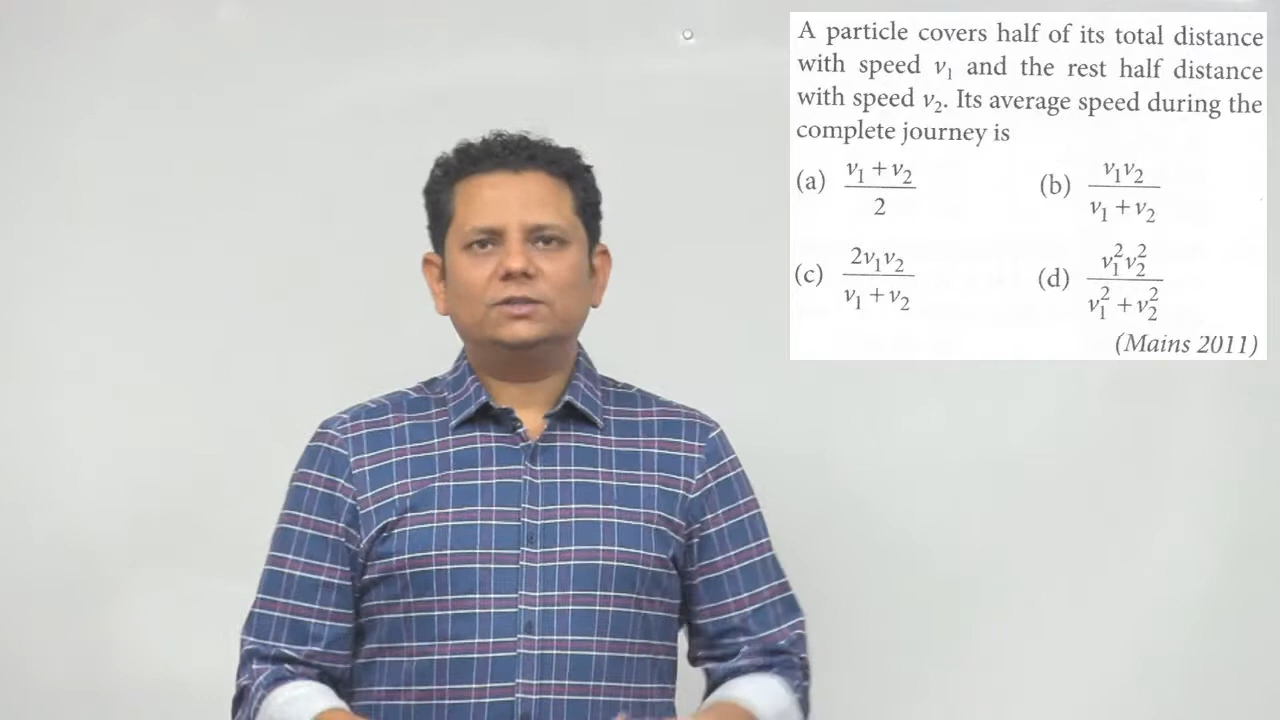 A particle covers half of its total distance
with speed v₁ and the rest half distance
with speed v₂. Its average speed during the
complete journey is
(a) (v₁ + v₂)/2 (b) v₁v₂/(v₁ + v₂)
(c) 2v₁v₂/(v₁ + v₂) (d) v₁²v₂²/(v₁² + v₂²)
(Mains 2011)